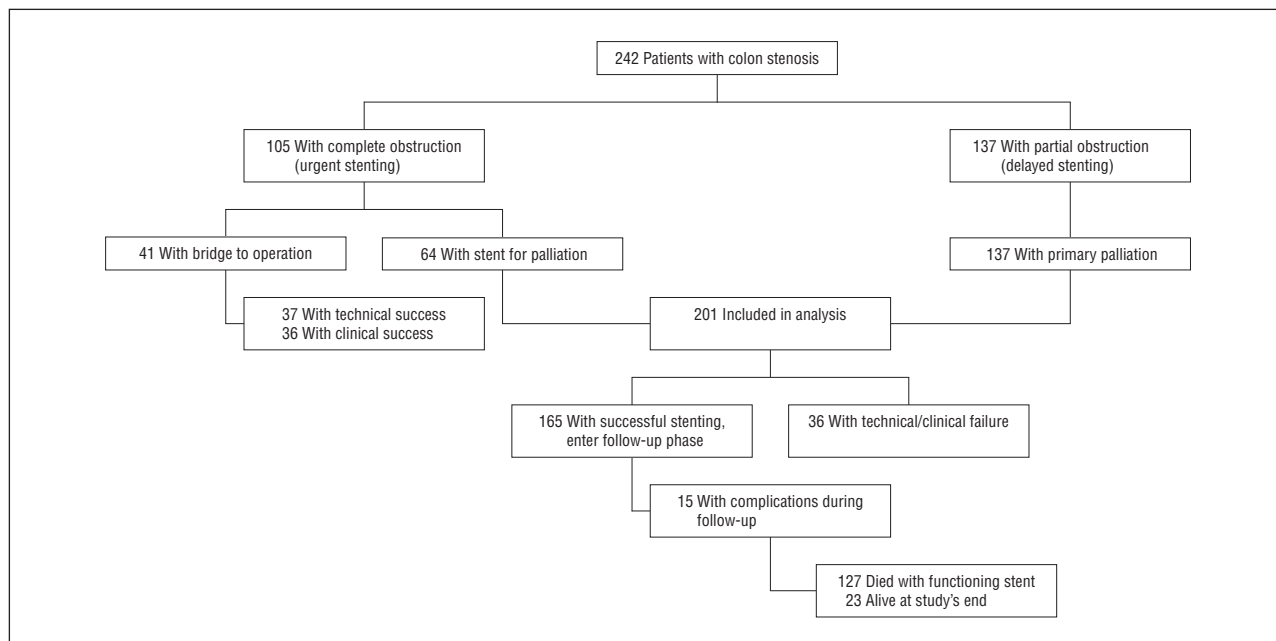 242 Patients with colon stenosis
105 With complete obstruction
(urgent stenting)
137 With partial obstruction
(delayed stenting)
41 With bridge to operation
64 With stent for palliation
137 With primary palliation
37 With technical success
36 With clinical success
201 Included in analysis
165 With successful stenting,
enter follow-up phase
36 With technical/clinical failure
15 With complications during
follow-up
127 Died with functioning stent
23 Alive at study's end